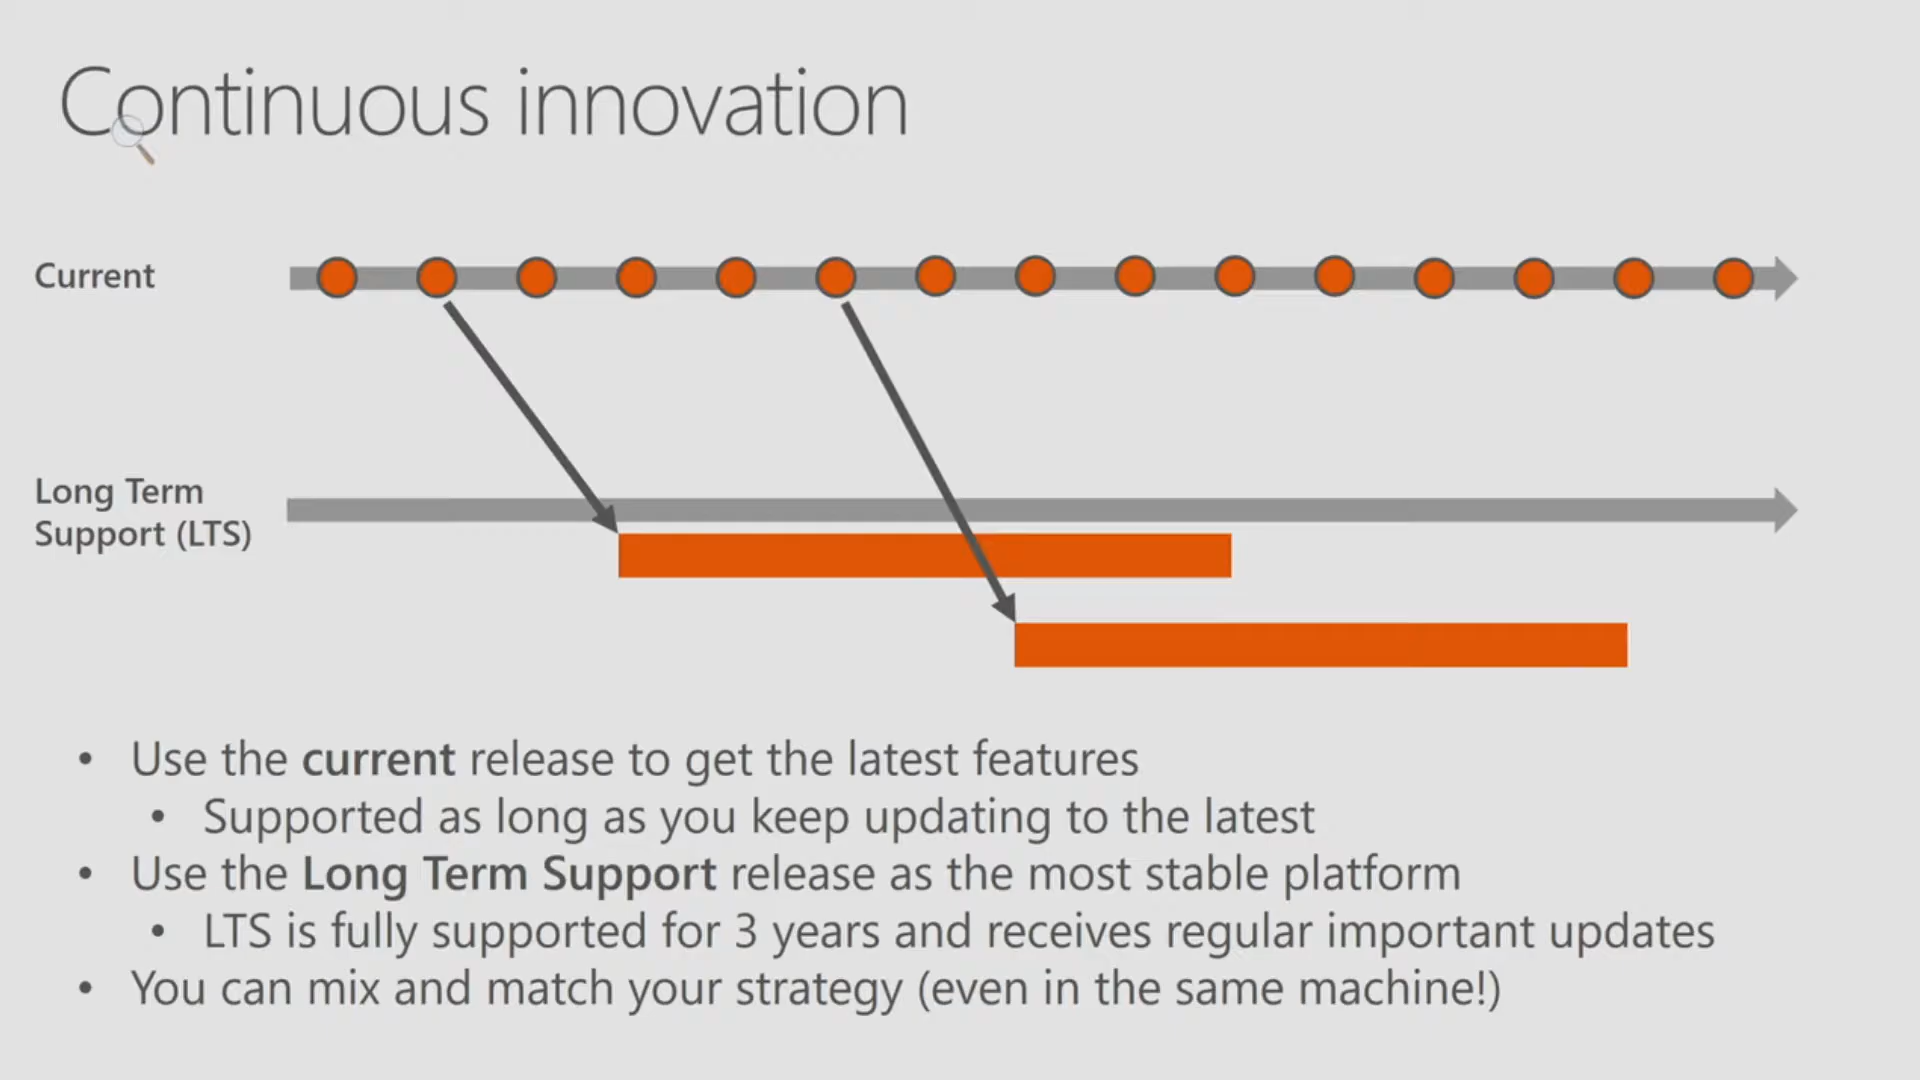 Continuous innovation
Current
Long Term
Support (LTS)
• Use the current release to get the latest features
• Supported as long as you keep updating to the latest
• Use the Long Term Support release as the most stable platform
• LTS is fully supported for 3 years and receives regular important updates
• You can mix and match your strategy (even in the same machine!)